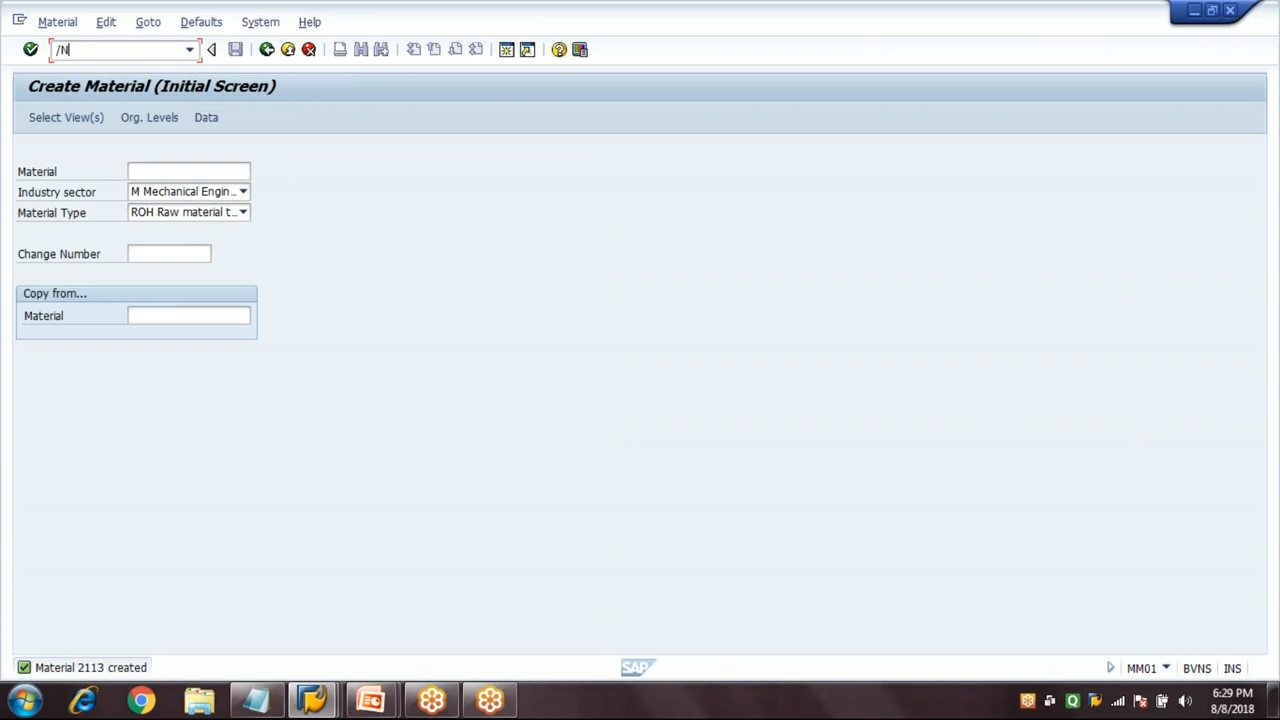 Material Edit Goto Defaults System Help
/N
Create Material (Initial Screen)
Select View(s) Org. Levels Data
Material
Industry sector M Mechanical Engin...
Material Type ROH Raw material t...
Change Number
Copy from...
Material
Material 2113 created
SAP
MM01 BVNS INS
6:29 PM
8/8/2018